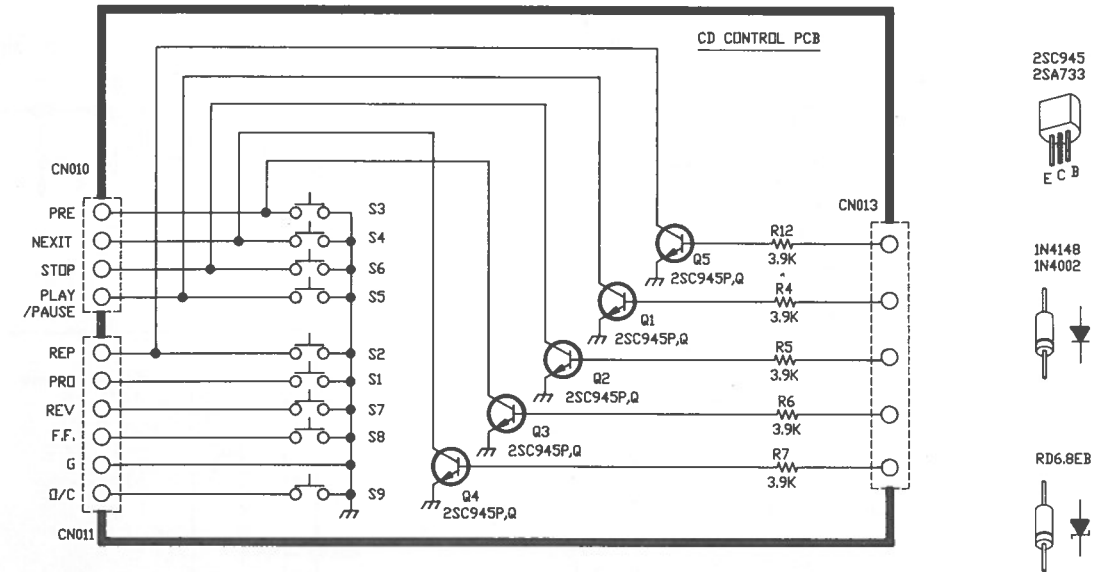 CD CONTROL PCB
CN010
PRE
NEXIT
STOP
PLAY
/PAUSE
REP
PRO
REV
F.F.
G
O/C
CN011
S3
S4
S6
S5
S2
S1
S7
S8
S9
Q5
2SC945P,Q
Q1
2SC945P,Q
Q2
2SC945P,Q
Q3
2SC945P,Q
Q4
2SC945P,Q
R12
3.9K
R4
3.9K
R5
3.9K
R6
3.9K
R7
3.9K
CN013
2SC945
2SA733
E C B
1N4148
1N4002
RD6.8EB